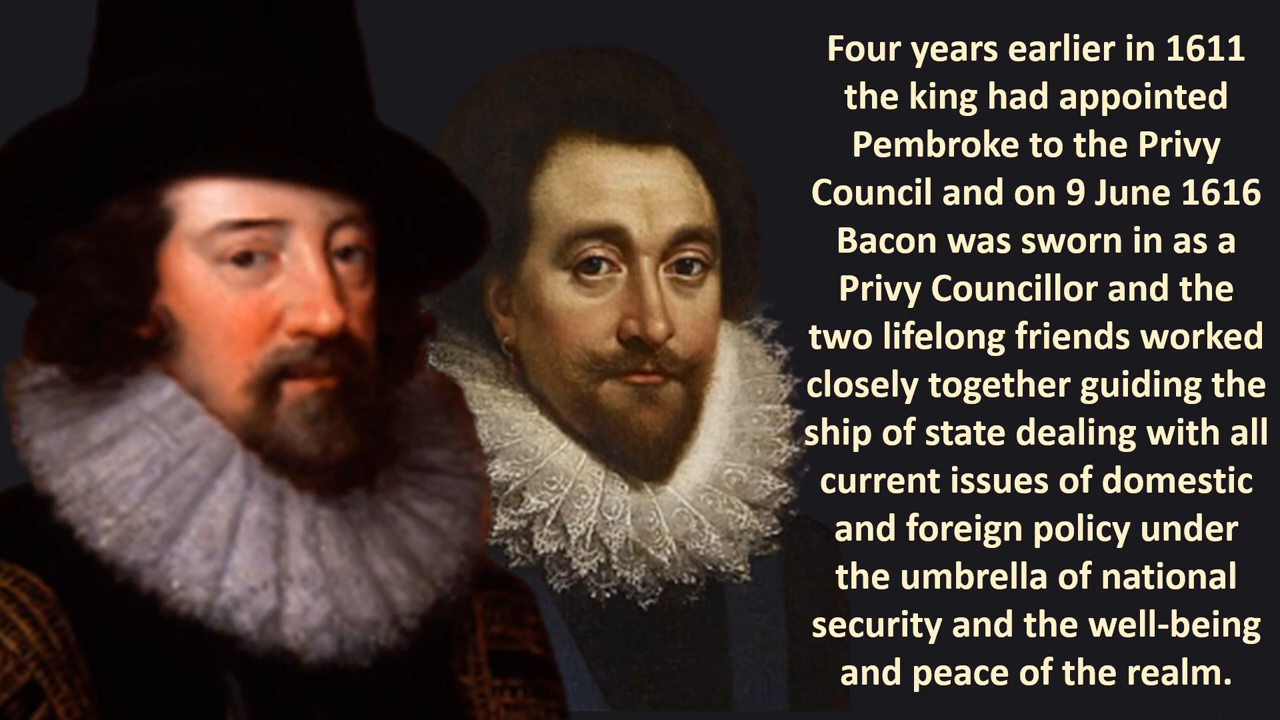 Four years earlier in 1611
the king had appointed
Pembroke to the Privy
Council and on 9 June 1616
Bacon was sworn in as a
Privy Councillor and the
two lifelong friends worked
closely together guiding the
ship of state dealing with all
current issues of domestic
and foreign policy under
the umbrella of national
security and the well-being
and peace of the realm.